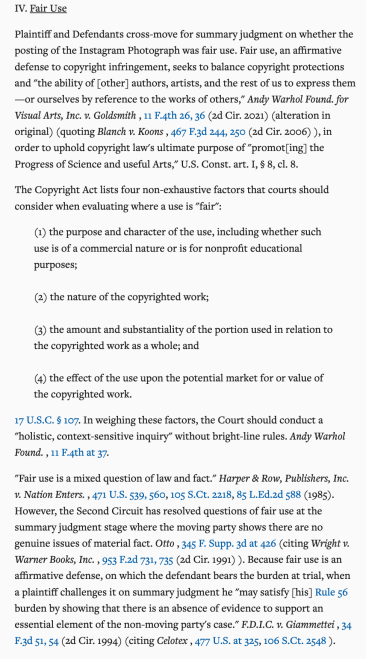 IV. Fair Use
Plaintiff and Defendants cross-move for summary judgment on whether the
posting of the Instagram Photograph was fair use. Fair use, an affirmative
defense to copyright infringement, seeks to balance copyright protections
and "the ability of [other] authors, artists, and the rest of us to express them
—or ourselves by reference to the works of others," Andy Warhol Found. for
Visual Arts, Inc. v. Goldsmith , 11 F.4th 26, 36 (2d Cir. 2021) (alteration in
original) (quoting Blanch v. Koons , 467 F.3d 244, 250 (2d Cir. 2006) ), in
order to uphold copyright law's ultimate purpose of "promot[ing] the
Progress of Science and useful Arts," U.S. Const. art. I, § 8, cl. 8.
The Copyright Act lists four non-exhaustive factors that courts should
consider when evaluating where a use is "fair":
(1) the purpose and character of the use, including whether such
use is of a commercial nature or is for nonprofit educational
purposes;
(2) the nature of the copyrighted work;
(3) the amount and substantiality of the portion used in relation to
the copyrighted work as a whole; and
(4) the effect of the use upon the potential market for or value of
the copyrighted work.
17 U.S.C. § 107. In weighing these factors, the Court should conduct a
"holistic, context-sensitive inquiry" without bright-line rules. Andy Warhol
Found. , 11 F.4th at 37.
"Fair use is a mixed question of law and fact." Harper & Row, Publishers, Inc.
v. Nation Enters. , 471 U.S. 539, 560, 105 S.Ct. 2218, 85 L.Ed.2d 588 (1985).
However, the Second Circuit has resolved questions of fair use at the
summary judgment stage where the moving party shows there are no
genuine issues of material fact. Otto , 345 F. Supp. 3d at 426 (citing Wright v.
Warner Books, Inc. , 953 F.2d 731, 735 (2d Cir. 1991) ). Because fair use is an
affirmative defense, on which the defendant bears the burden at trial, when
a plaintiff challenges it on summary judgment he "may satisfy [his] Rule 56
burden by showing that there is an absence of evidence to support an
essential element of the non-moving party's case." F.D.I.C. v. Giammettei , 34
F.3d 51, 54 (2d Cir. 1994) (citing Celotex , 477 U.S. at 325, 106 S.Ct. 2548 ).